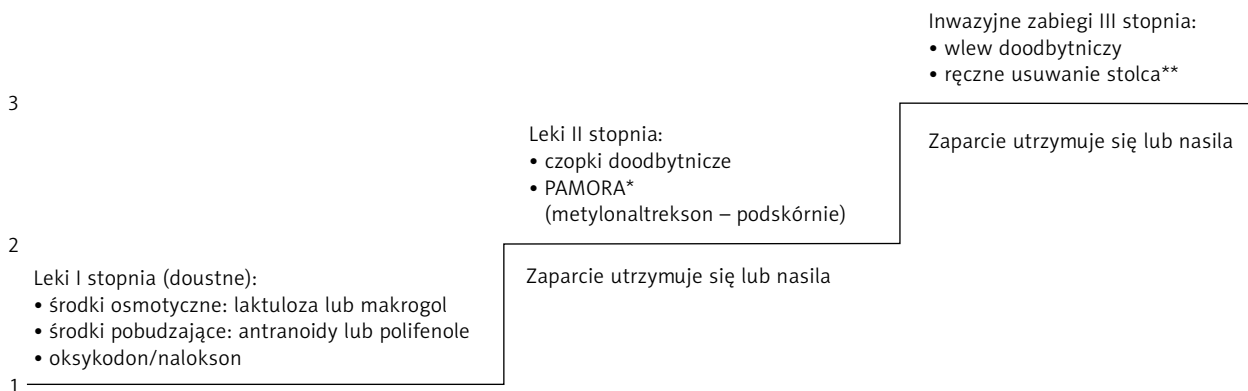 Inwazyjne zabiegi III stopnia:
• wlew doodbytniczy
• ręczne usuwanie stolca**
3
Leki II stopnia:
• czopki doodbytnicze
• PAMORA*
(metylonaltrekson – podskórnie)
Zaparcie utrzymuje się lub nasila
2
Leki I stopnia (doustne):
• środki osmotyczne: laktuloza lub makrogol
• środki pobudzające: antranoidy lub polifenole
• oksykodon/nalokson
Zaparcie utrzymuje się lub nasila
1